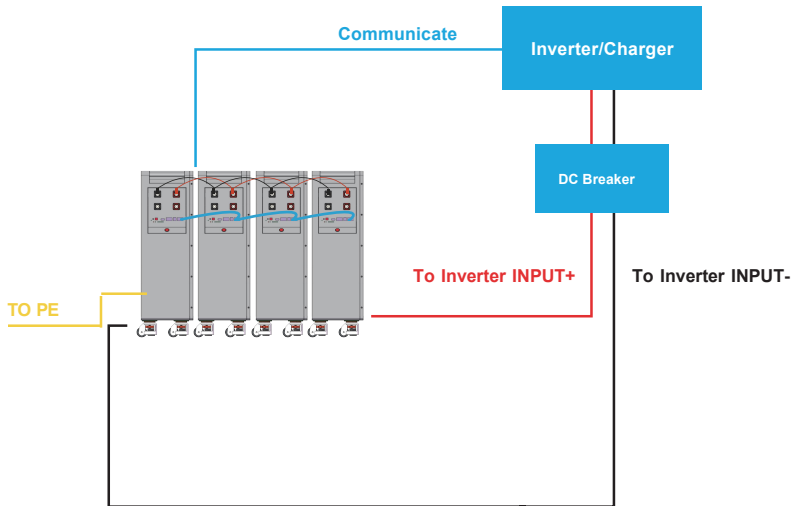 Communicate
Inverter/Charger
DC Breaker
To Inverter INPUT+
To Inverter INPUT-
TO PE